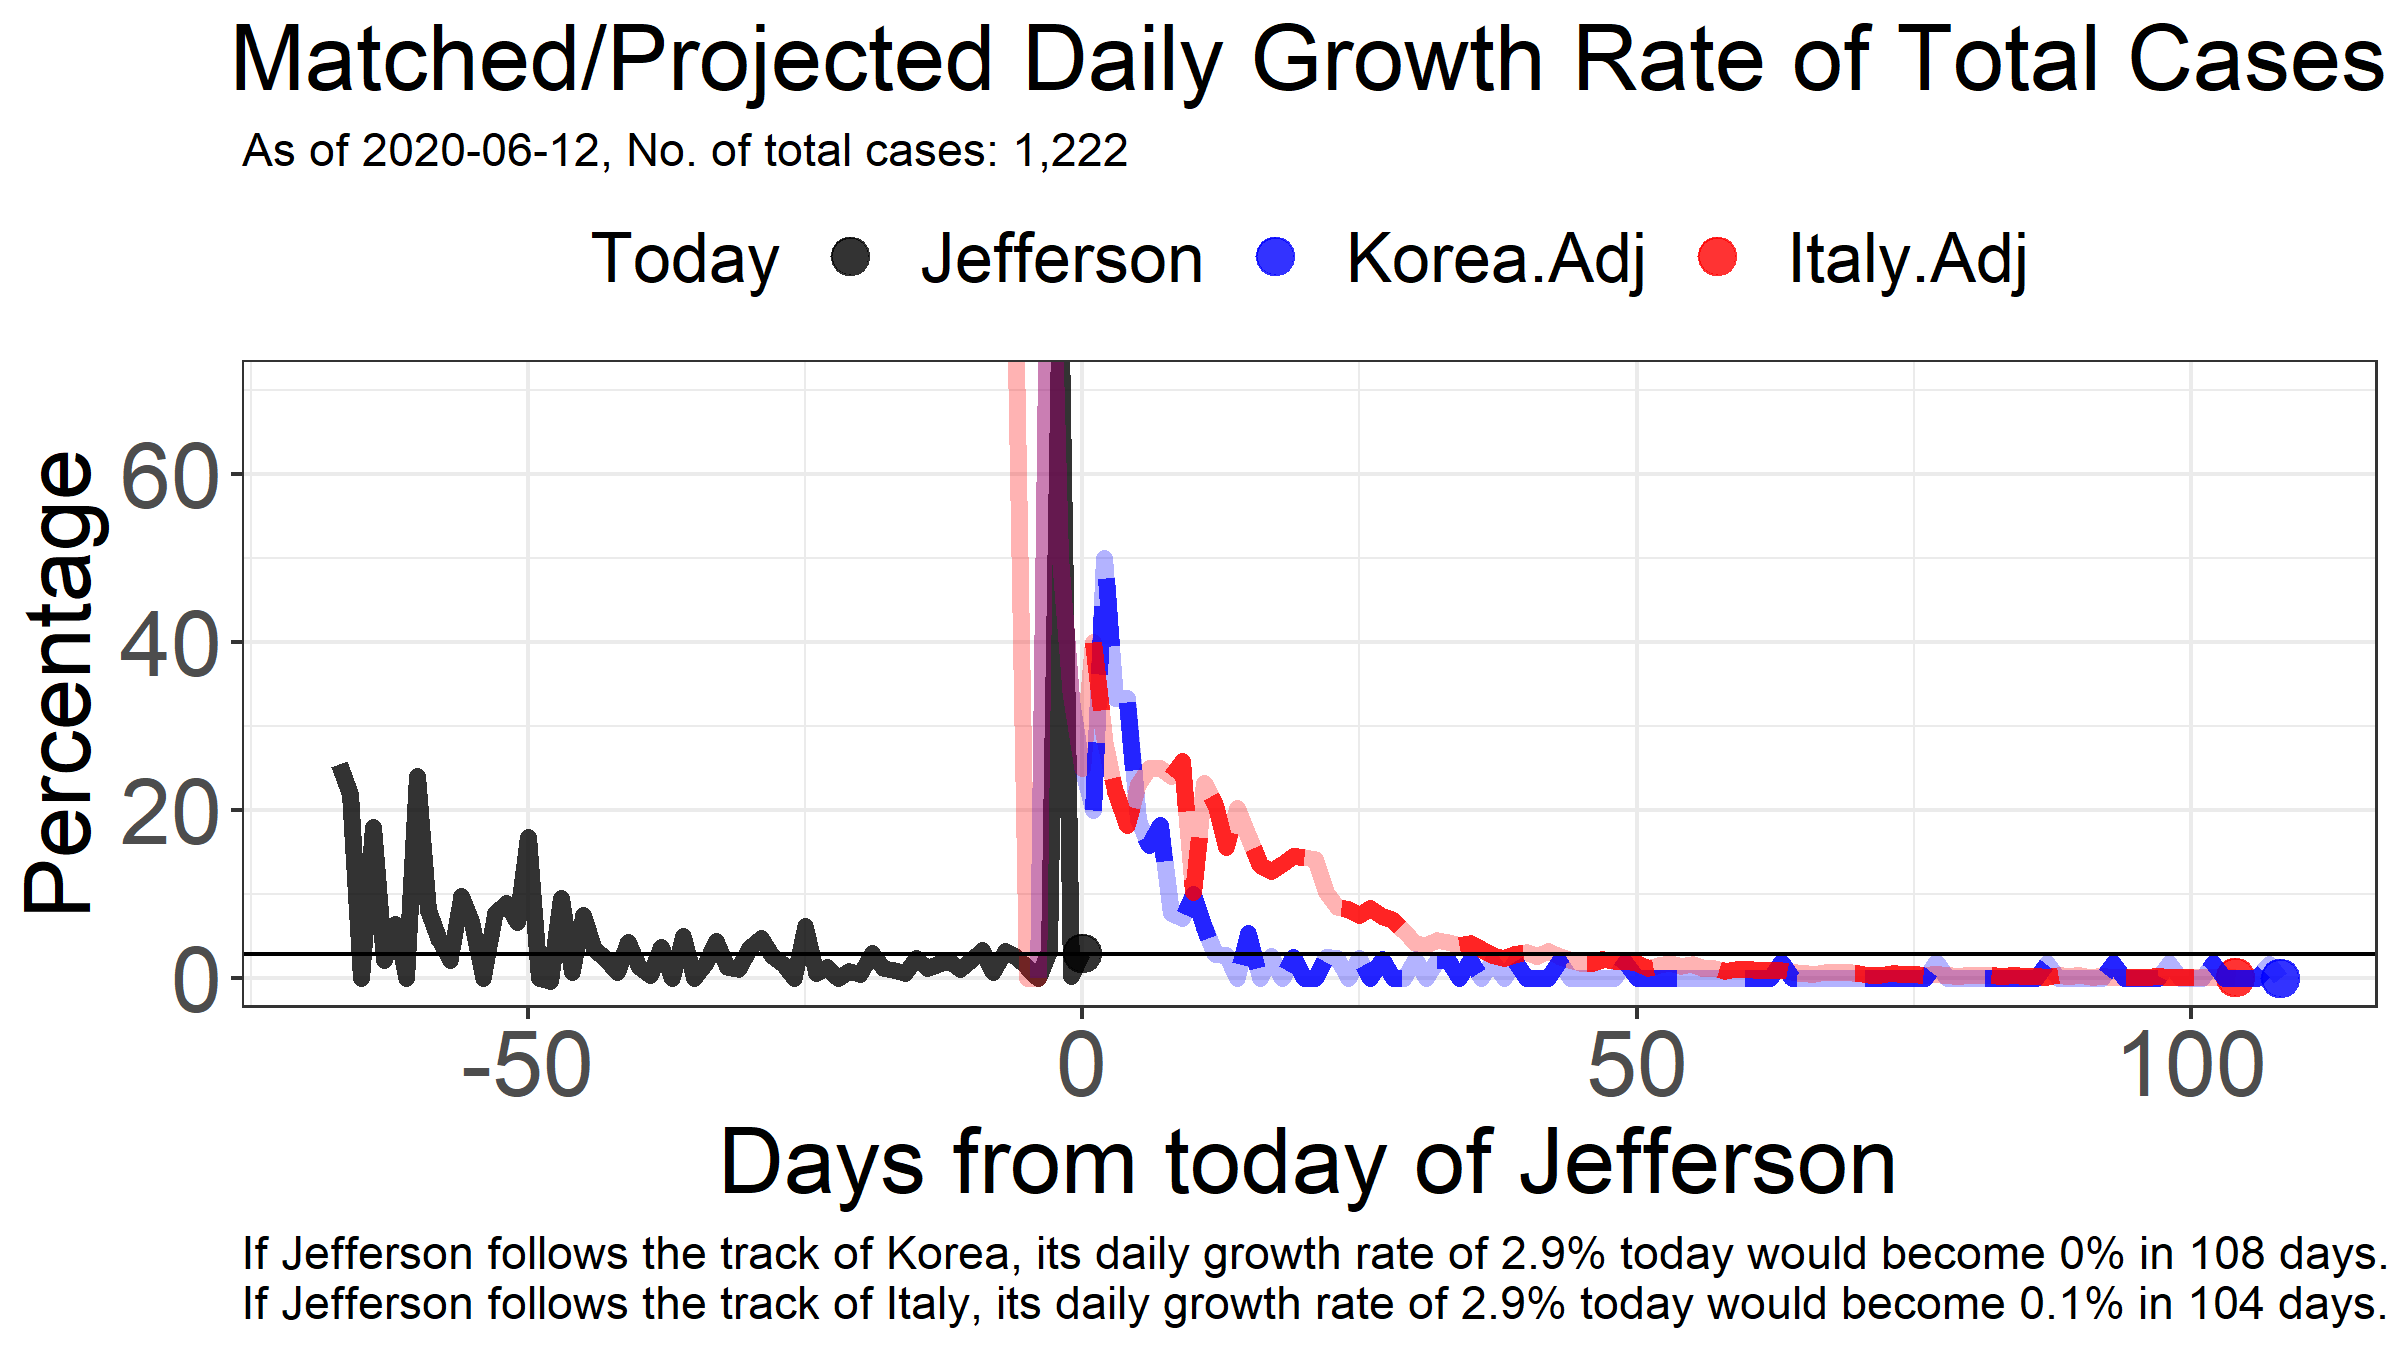 Matched/Projected Daily Growth Rate of Total Cases
As of 2020-06-12, No. of total cases: 1,222
Today Jefferson Korea.Adj Italy.Adj
Percentage
60
40
20
0
-50 0 50 100
Days from today of Jefferson
If Jefferson follows the track of Korea, its daily growth rate of 2.9% today would become 0% in 108 days.
If Jefferson follows the track of Italy, its daily growth rate of 2.9% today would become 0.1% in 104 days.